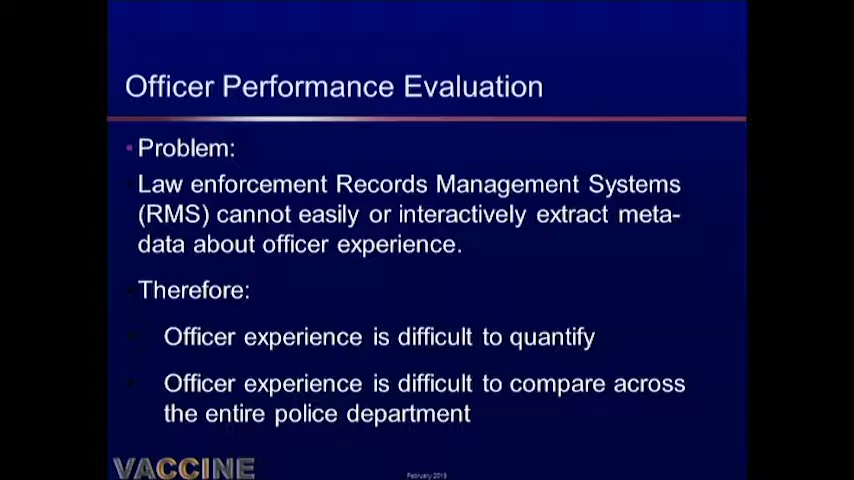 Officer Performance Evaluation
• Problem:
Law enforcement Records Management Systems
(RMS) cannot easily or interactively extract meta-
data about officer experience.
Therefore:
Officer experience is difficult to quantify
Officer experience is difficult to compare across
the entire police department
VACCINE
February 2019